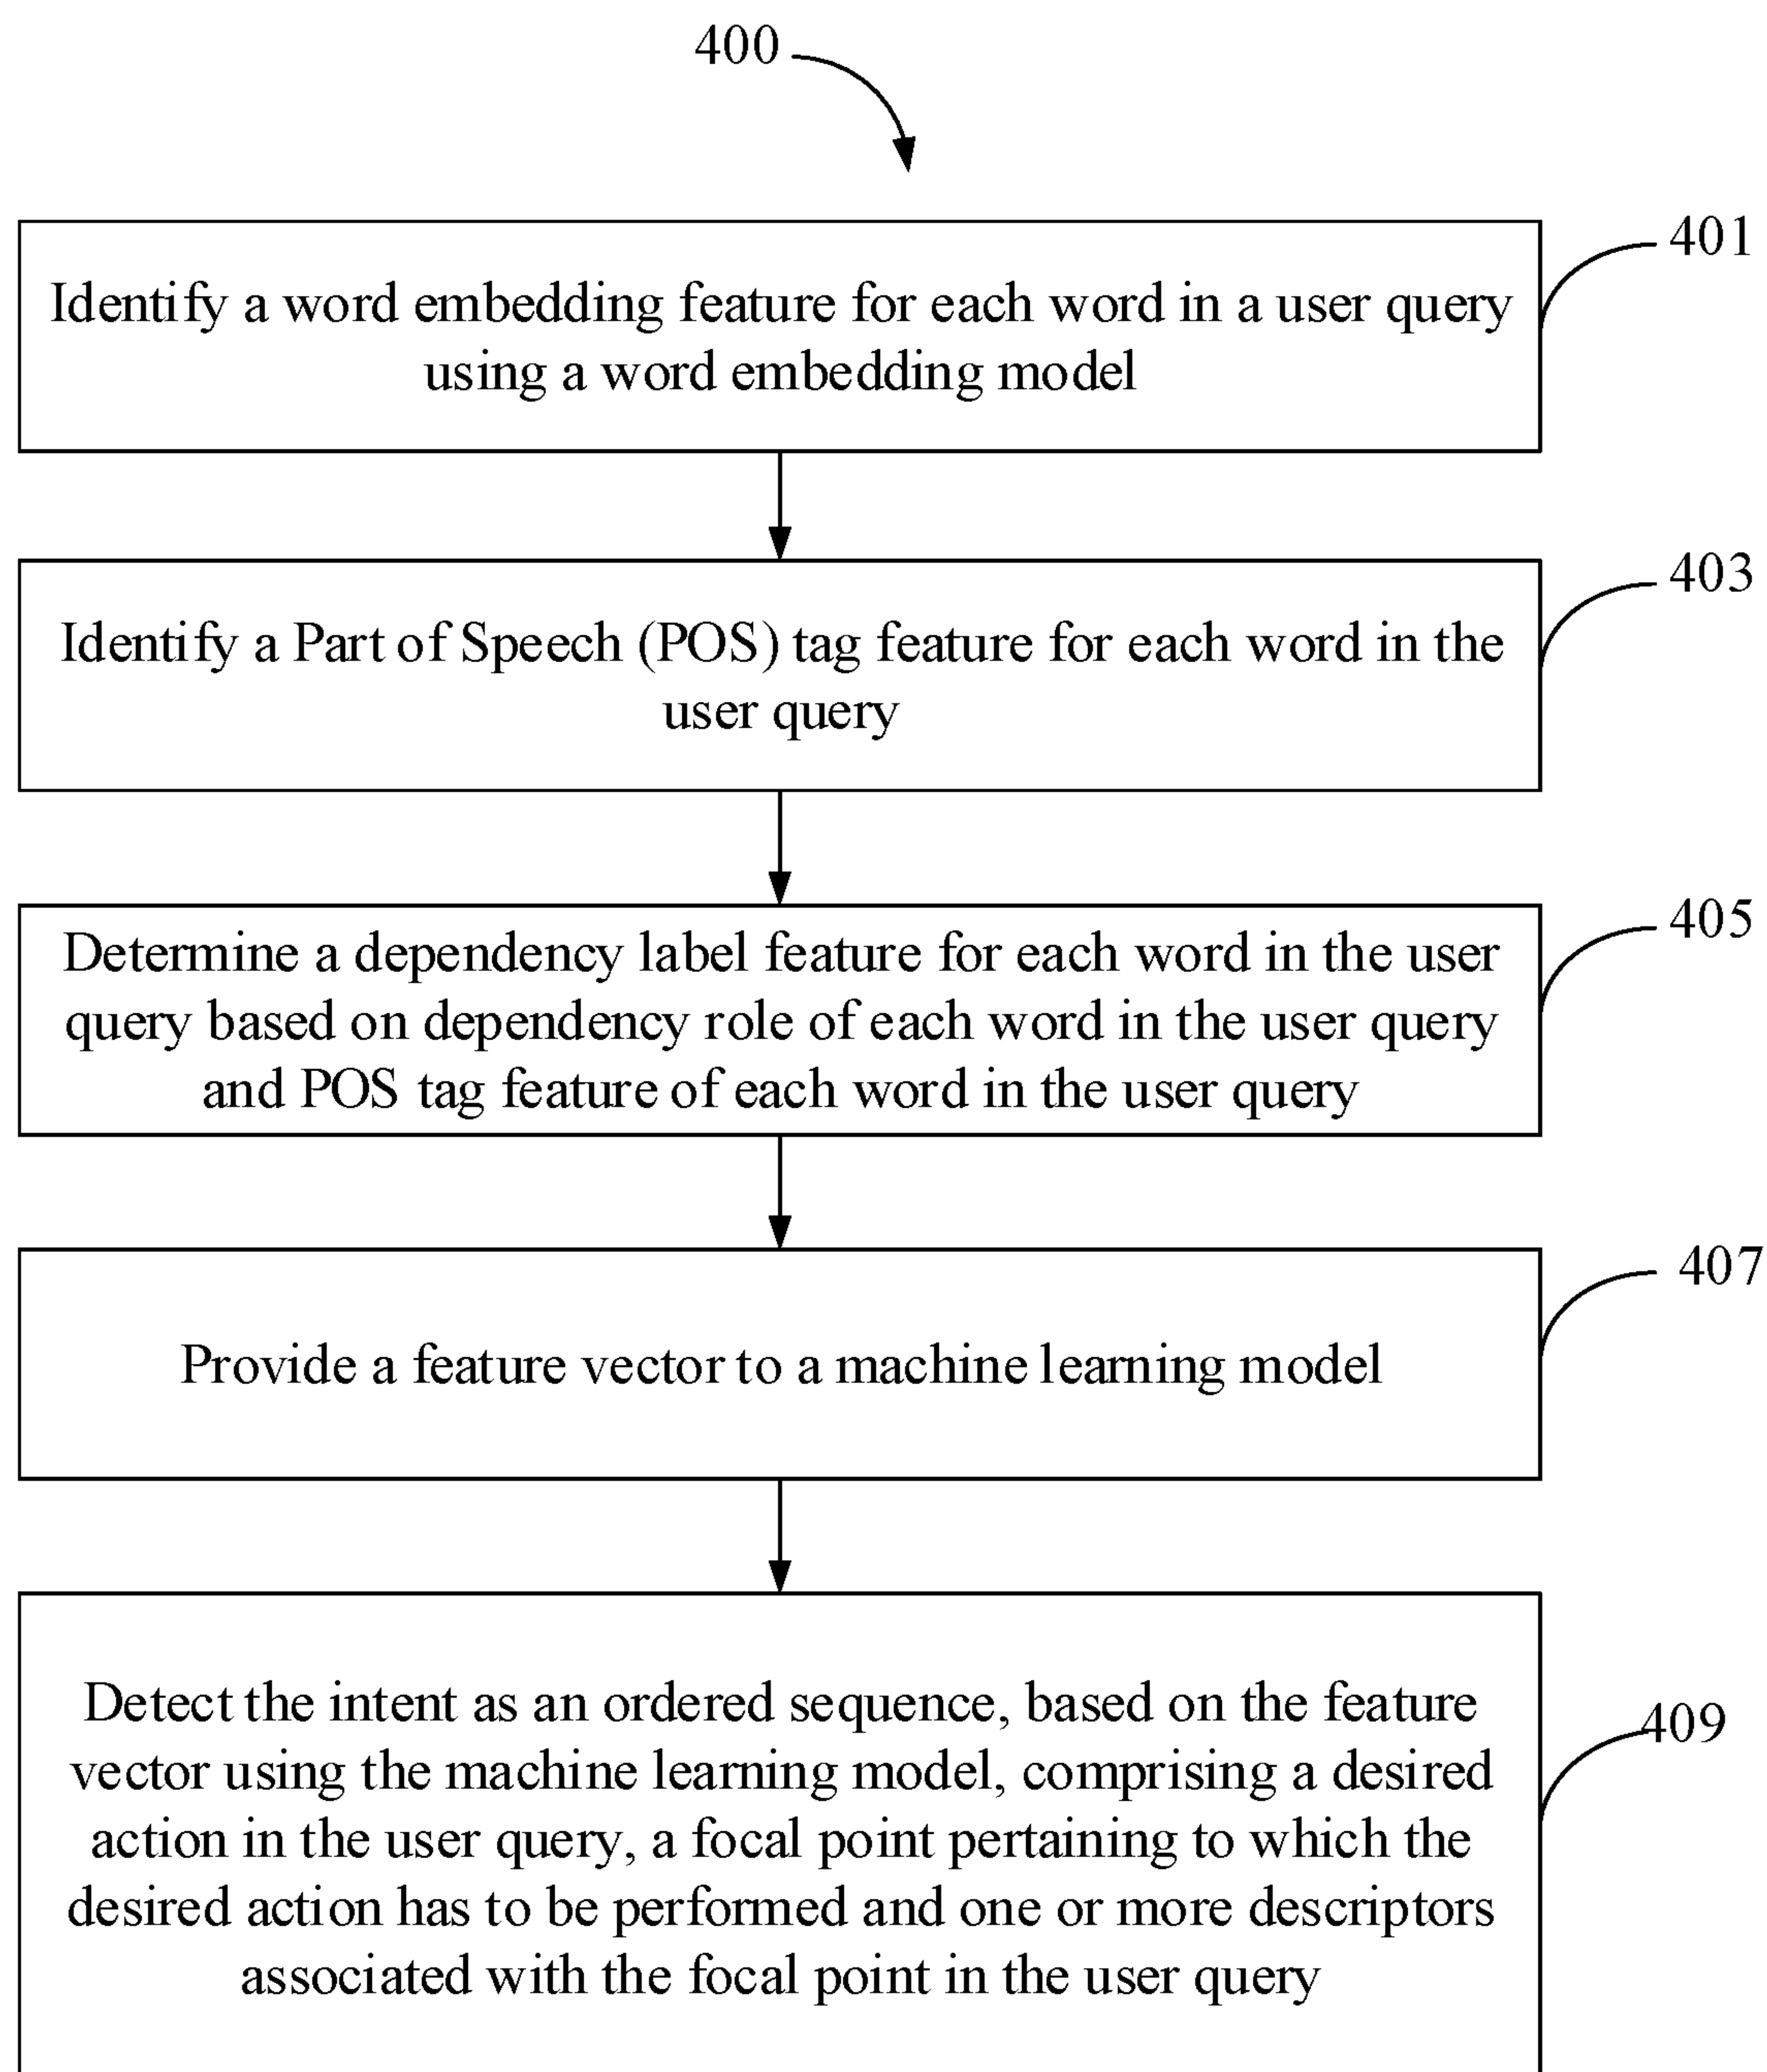 400
401
Identify a word embedding feature for each word in a user query
using a word embedding model
403
Identify a Part of Speech (POS) tag feature for each word in the
user query
405
Determine a dependency label feature for each word in the user
query based on dependency role of each word in the user query
and POS tag feature of each word in the user query
407
Provide a feature vector to a machine learning model
409
Detect the intent as an ordered sequence, based on the feature
vector using the machine learning model, comprising a desired
action in the user query, a focal point pertaining to which the
desired action has to be performed and one or more descriptors
associated with the focal point in the user query